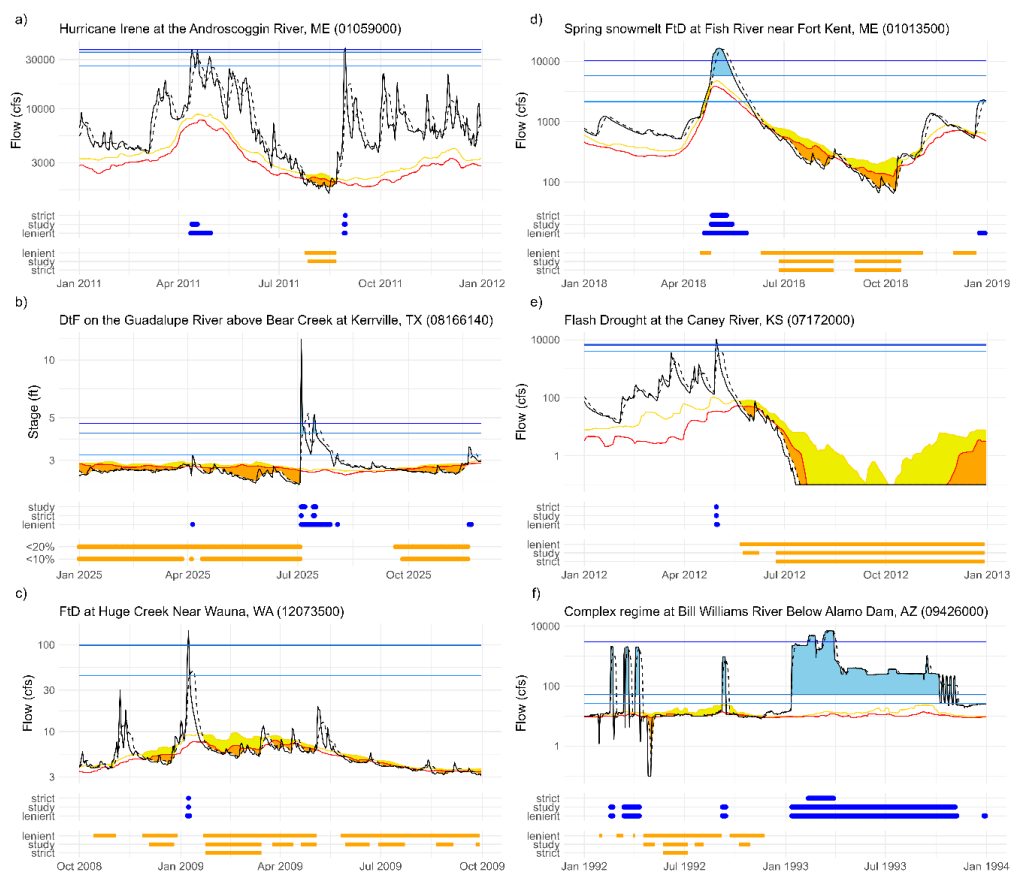 a)
Hurricane Irene at the Androscoggin River, ME (01059000)
Flow (cfs)
30000
10000
3000
strict
study
lenient
lenient
study
strict
Jan 2011 Apr 2011 Jul 2011 Oct 2011 Jan 2012
b)
DtF on the Guadalupe River above Bear Creek at Kerrville, TX (08166140)
Stage (ft)
10
5
3
study
strict
lenient
<20%
<10%
Jan 2025 Apr 2025 Jul 2025 Oct 2025
c)
FtD at Huge Creek Near Wauna, WA (12073500)
Flow (cfs)
100
10
3
strict
study
lenient
lenient
study
strict
Oct 2008 Jan 2009 Apr 2009 Jul 2009 Oct 2009
d)
Spring snowmelt FtD at Fish River near Fort Kent, ME (01013500)
Flow (cfs)
10000
1000
100
strict
study
lenient
lenient
study
strict
Jan 2018 Apr 2018 Jul 2018 Oct 2018 Jan 2019
e)
Flash Drought at the Caney River, KS (07172000)
Flow (cfs)
10000
100
1
strict
study
lenient
lenient
study
strict
Jan 2012 Apr 2012 Jul 2012 Oct 2012 Jan 2013
f)
Complex regime at Bill Williams River Below Alamo Dam, AZ (09426000)
Flow (cfs)
10000
100
1
strict
study
lenient
lenient
study
strict
Jan 1992 Jul 1992 Jan 1993 Jul 1993 Jan 1994